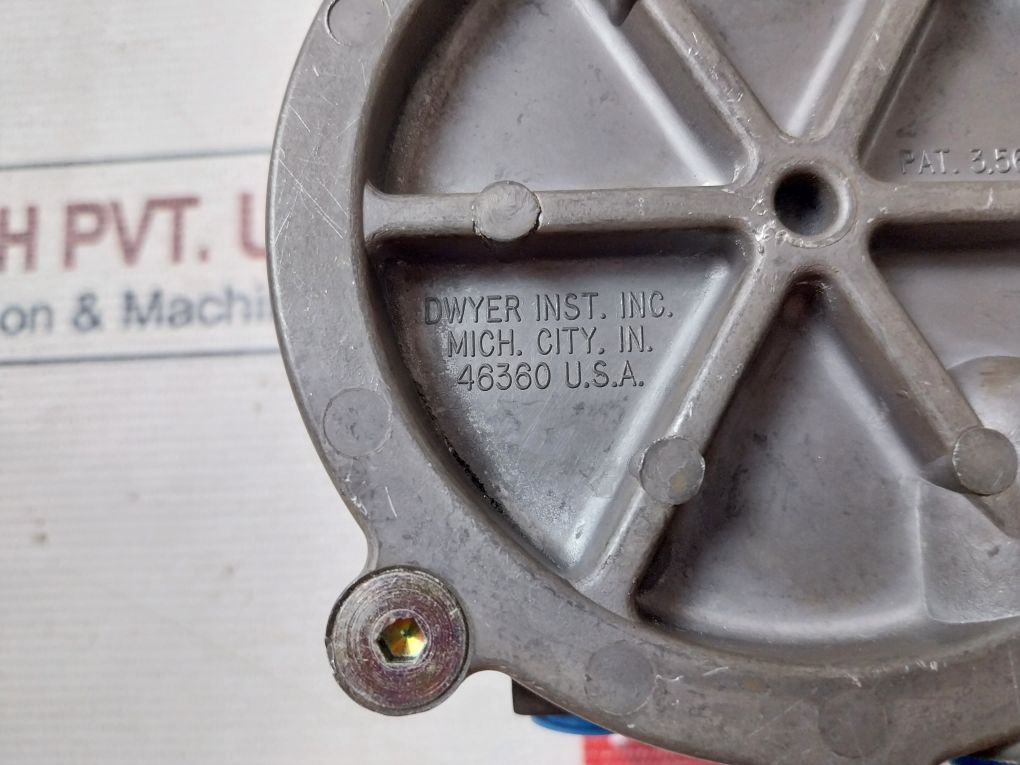 H PVT.
on & Machi
PAT. 3.56
DWYER INST. INC.
MICH. CITY. IN.
46360 U.S.A.